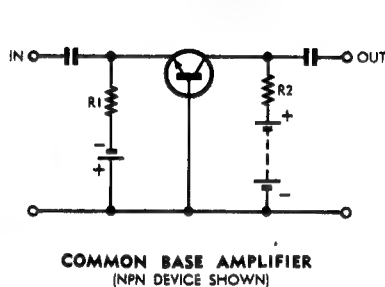 IN
OUT
R1
R2
+
-
+
-
COMMON BASE AMPLIFIER
(NPN DEVICE SHOWN)